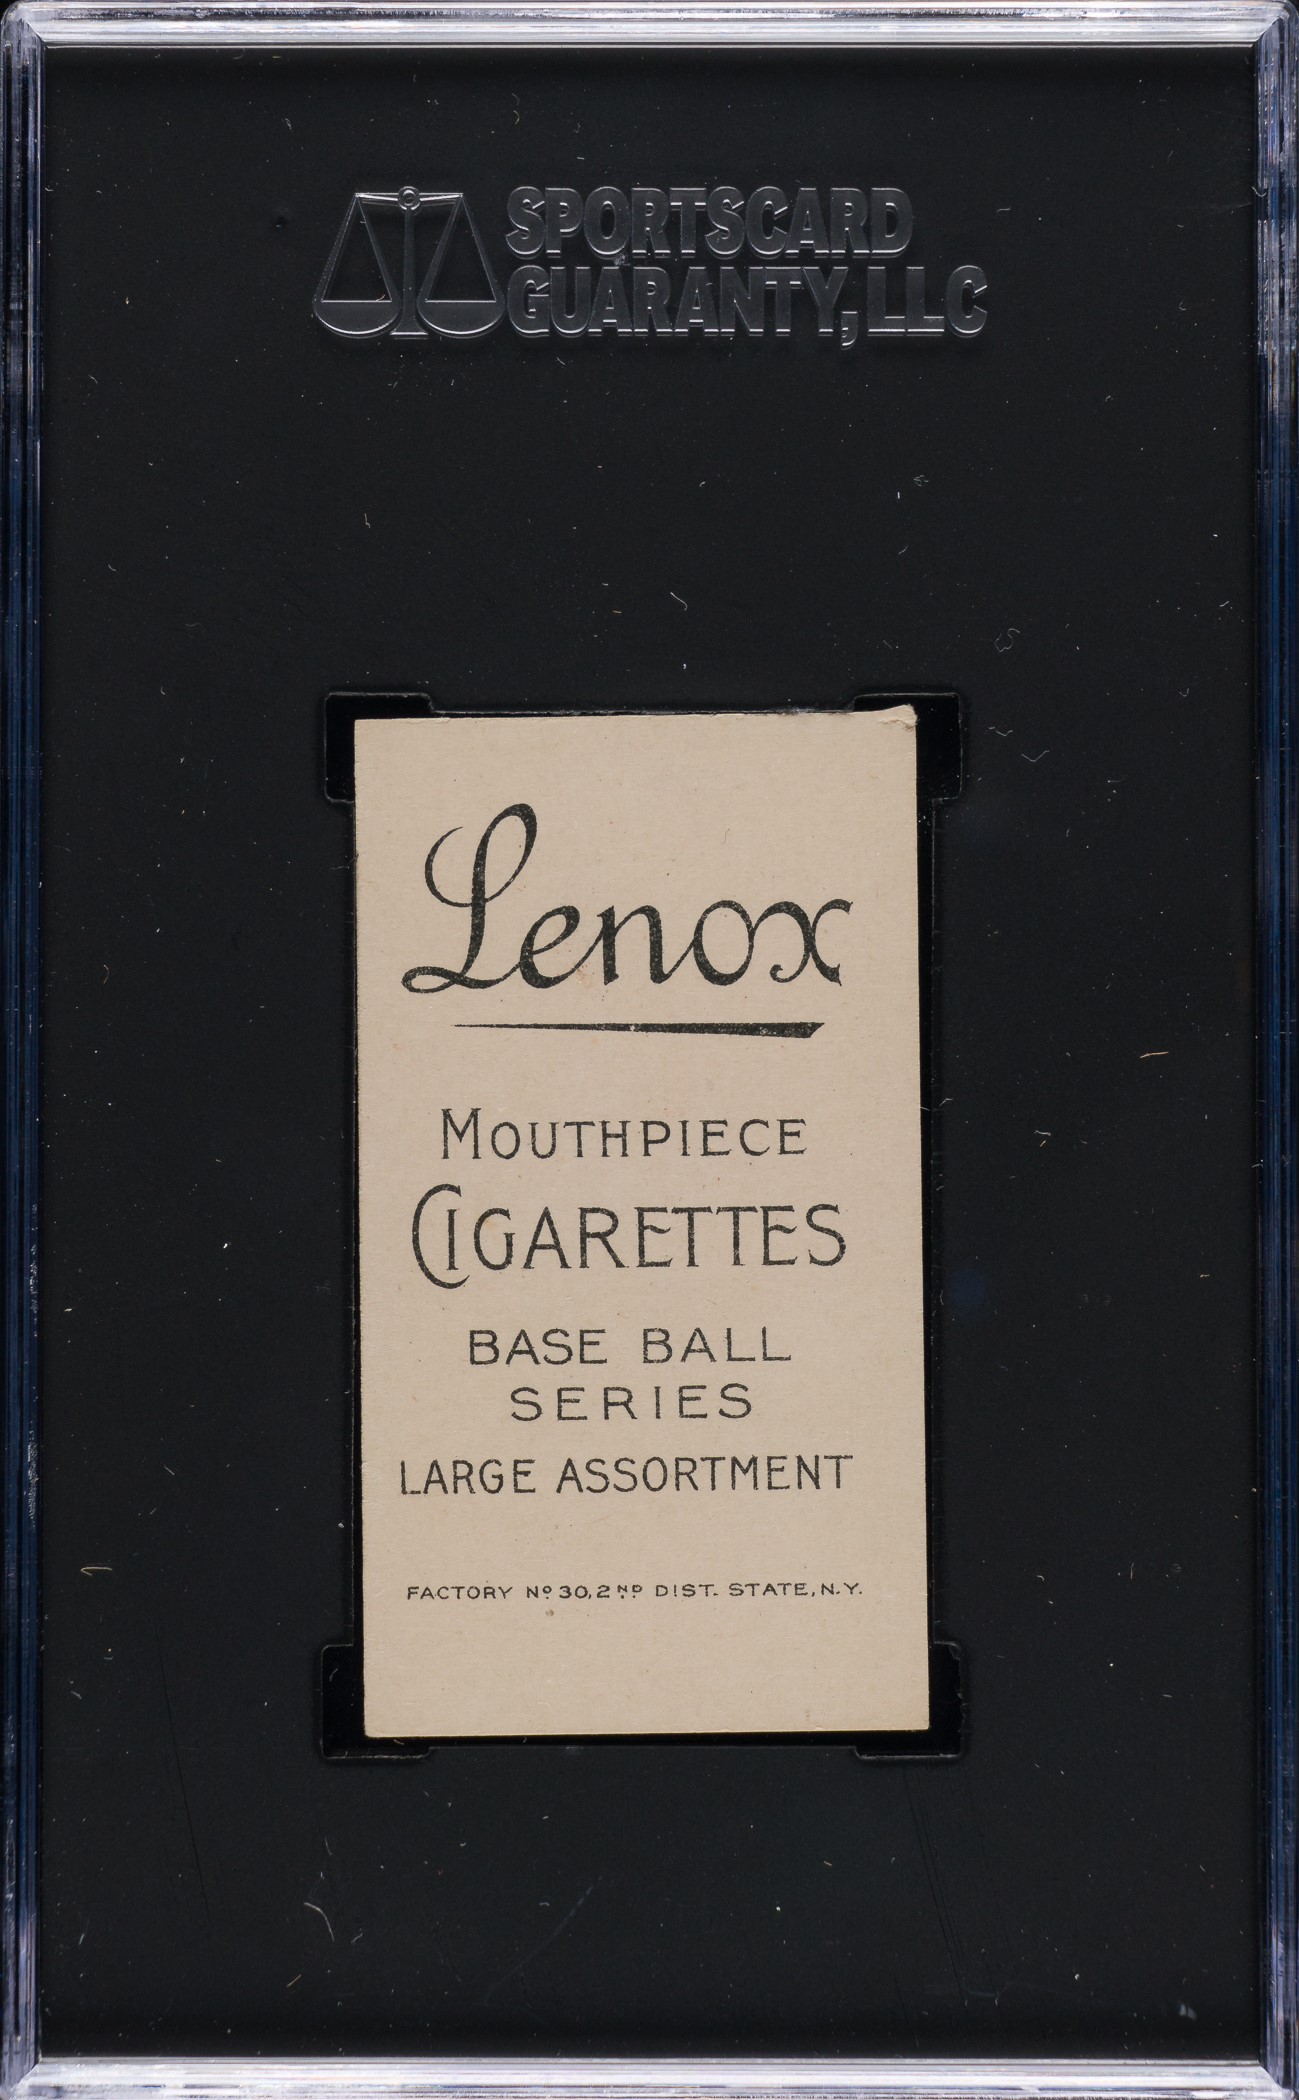 SPORTSCARD
GUARANTY, LLC
Lenox
MOUTHPIECE
CIGARETTES
BASE BALL
SERIES
LARGE ASSORTMENT
FACTORY Nº 30, 2ND DIST. STATE, N.Y.